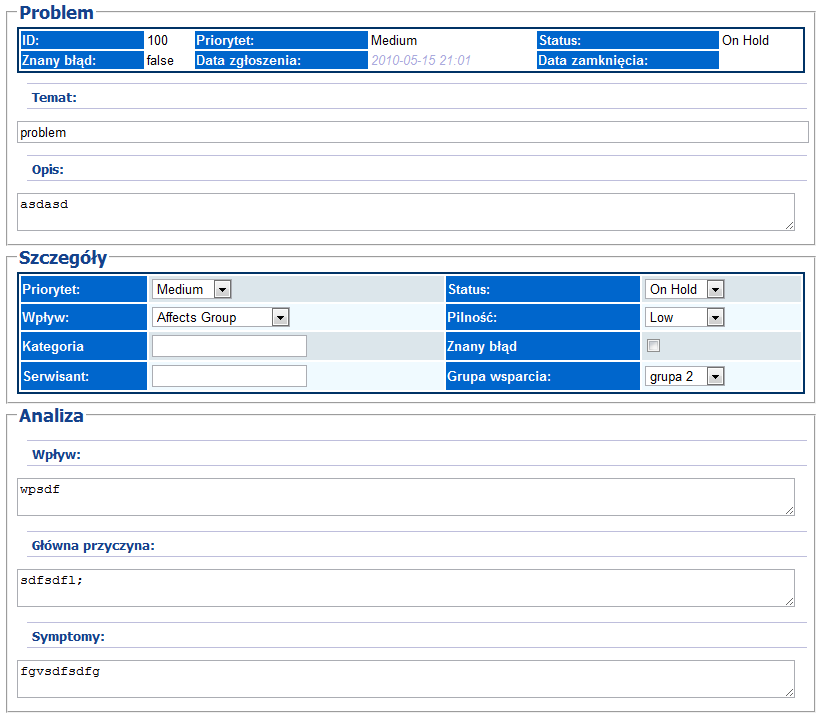 Problem
ID: 100 Priorytet: Medium Status: On Hold
Znany błąd: false Data zgłoszenia: 2010-05-15 21:01 Data zamknięcia:
Temat:
problem
Opis:
asdasd
Szczegóły
Priorytet: Medium Status: On Hold
Wpływ: Affects Group Pilność: Low
Kategoria Znany błąd
Serwisant: Grupa wsparcia: grupa 2
Analiza
Wpływ:
wpsdf
Główna przyczyna:
sdfsdfl;
Symptomy:
fgvsdfsdfg